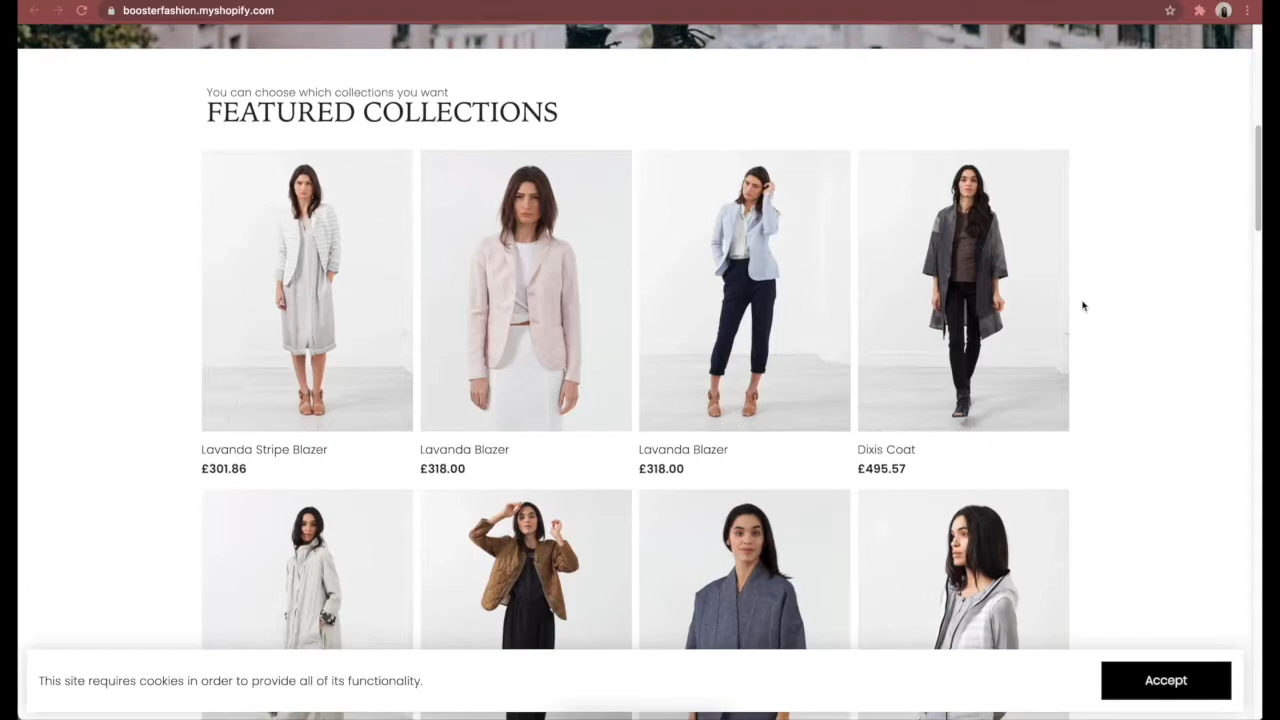 boosterfashion.myshopify.com
You can choose which collections you want
FEATURED COLLECTIONS
Lavanda Stripe Blazer
£301.86
Lavanda Blazer
£318.00
Lavanda Blazer
£318.00
Dixis Coat
£495.57
This site requires cookies in order to provide all of its functionality.
Accept